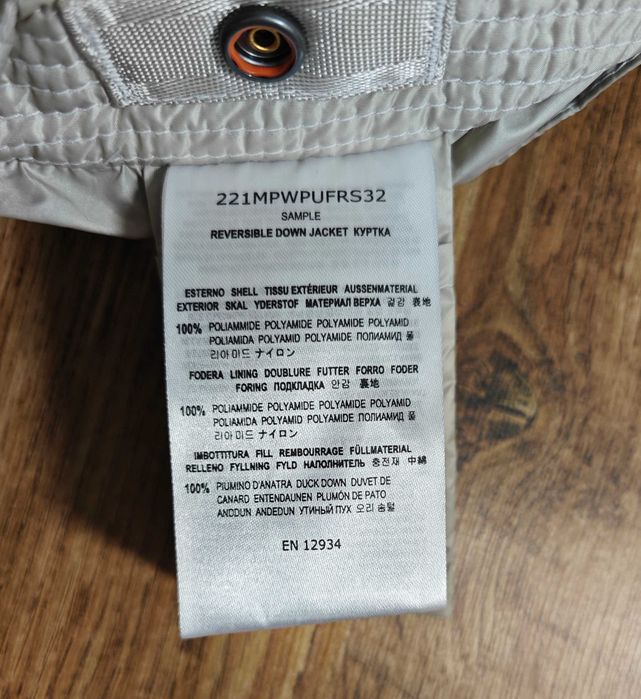 221MPWPUFRS32
SAMPLE
REVERSIBLE DOWN JACKET КУРТКА
ESTERNO SHELL TISSU EXTÉRIEUR AUSSENMATERIAL
EXTERIOR SKAL YDERSTOF МАТЕРИАЛ ВЕРХА 겉감 表地
100% POLIAMMIDE POLYAMIDE POLYAMIDE POLYAMID
POLIAMIDA POLYAMID POLYAMIDE ПОЛИАМИД 폴
리아미드 ナイロン
FODERA LINING DOUBLURE FUTTER FORRO FODER
FORING ПОДКЛАДКА 안감 裏地
100% POLIAMMIDE POLYAMIDE POLYAMIDE POLYAMID
POLIAMIDA POLYAMID POLYAMIDE ПОЛИАМИД 폴
리아미드 ナイロン
IMBOTTITURA FILL REMBOURRAGE FÜLLMATERIAL
RELLENO FYLLNING FYLD НАПОЛНИТЕЛЬ 충전재 中綿
100% PIUMINO D'ANATRA DUCK DOWN DUVET DE
CANARD ENTENDAUNEN PLUMÓN DE PATO
ANDDUN ANDEDUN УТИНЫЙ ПУХ 오리 솜털
EN 12934